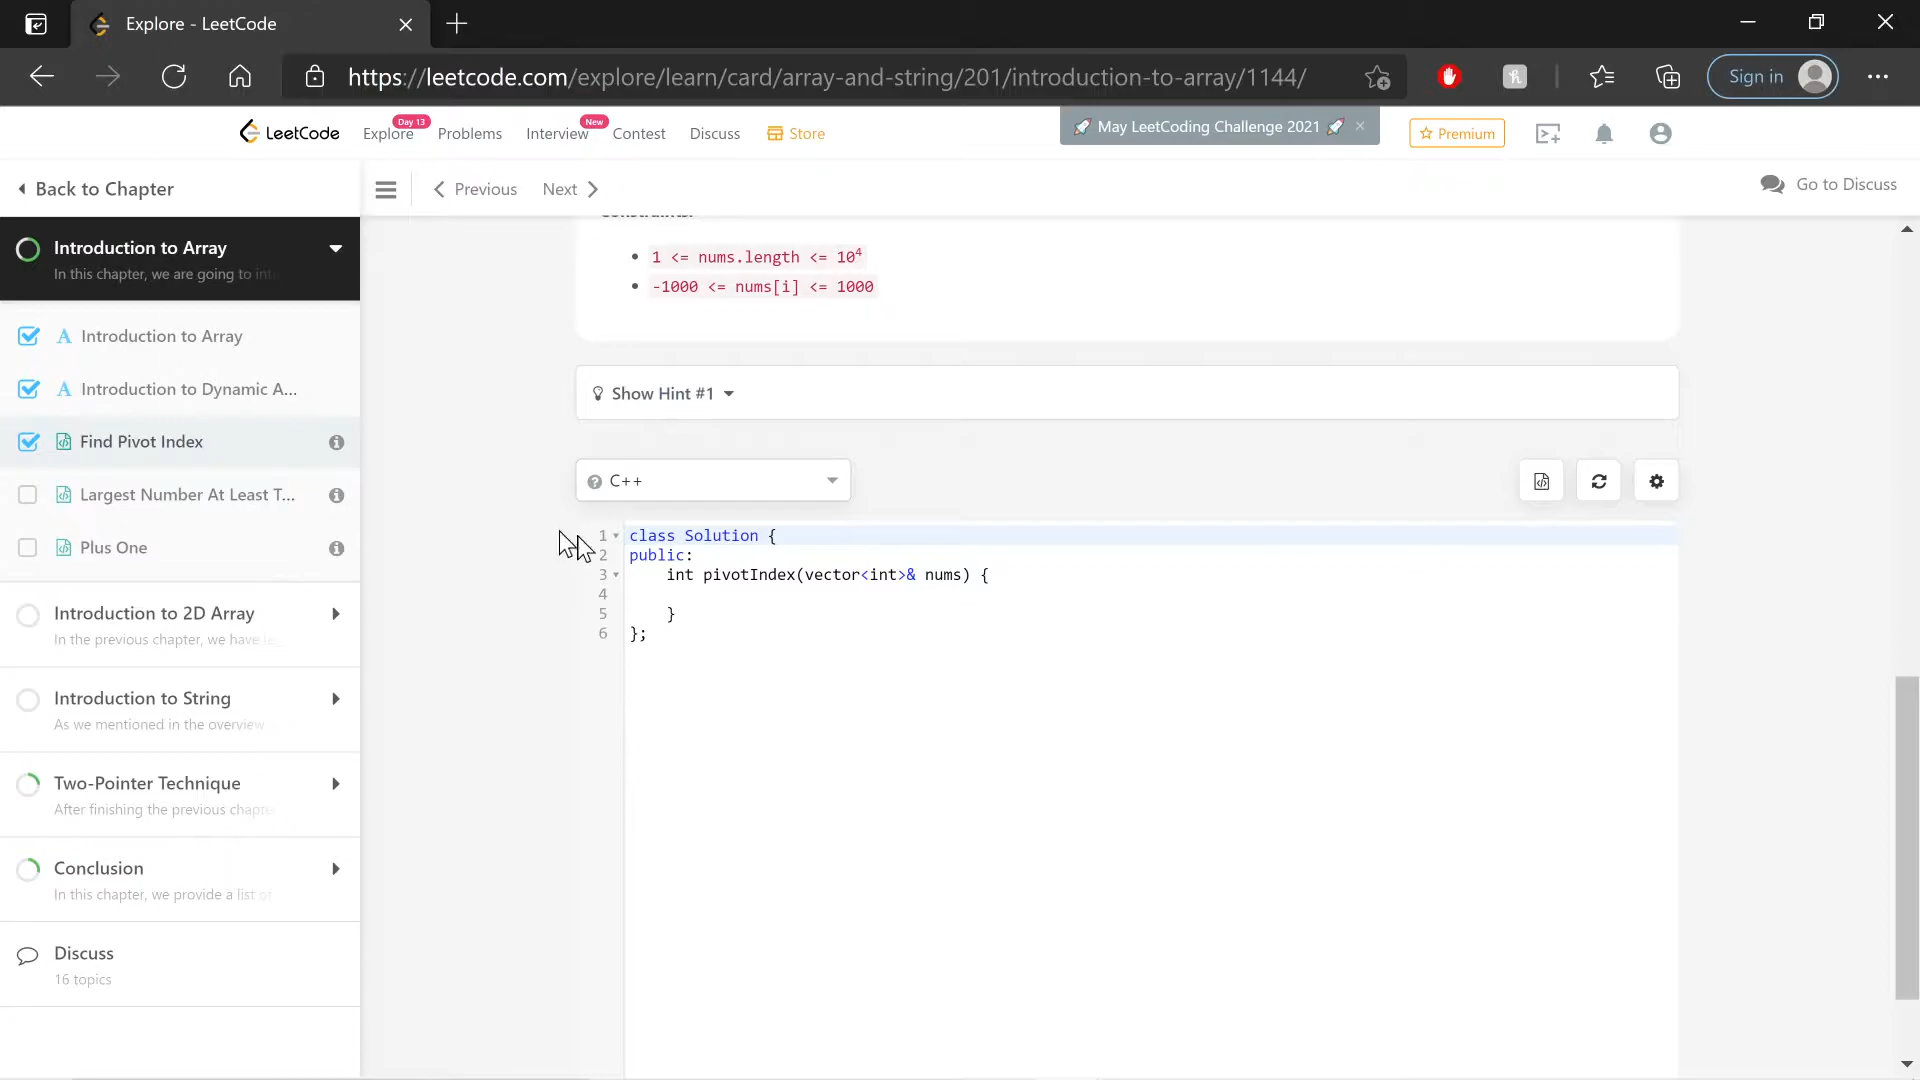 Explore - LeetCode
https://leetcode.com/explore/learn/card/array-and-string/201/introduction-to-array/1144/
Sign in
LeetCode
Explore
Day 13
Problems
Interview
New
Contest
Discuss
Store
May LeetCoding Challenge 2021
Premium
Back to Chapter
Previous
Next
Go to Discuss
Introduction to Array
In this chapter, we are going to int
Introduction to Array
Introduction to Dynamic A...
Find Pivot Index
Largest Number At Least T...
Plus One
Introduction to 2D Array
In the previous chapter, we have le
Introduction to String
As we mentioned in the overview
Two-Pointer Technique
After finishing the previous chapte
Conclusion
In this chapter, we provide a list of
Discuss
16 topics
Constraints:
1 <= nums.length <= 10⁴
-1000 <= nums[i] <= 1000
Show Hint #1
C++
1 class Solution {
2 public:
3 int pivotIndex(vector<int>& nums) {
4
5 }
6 };